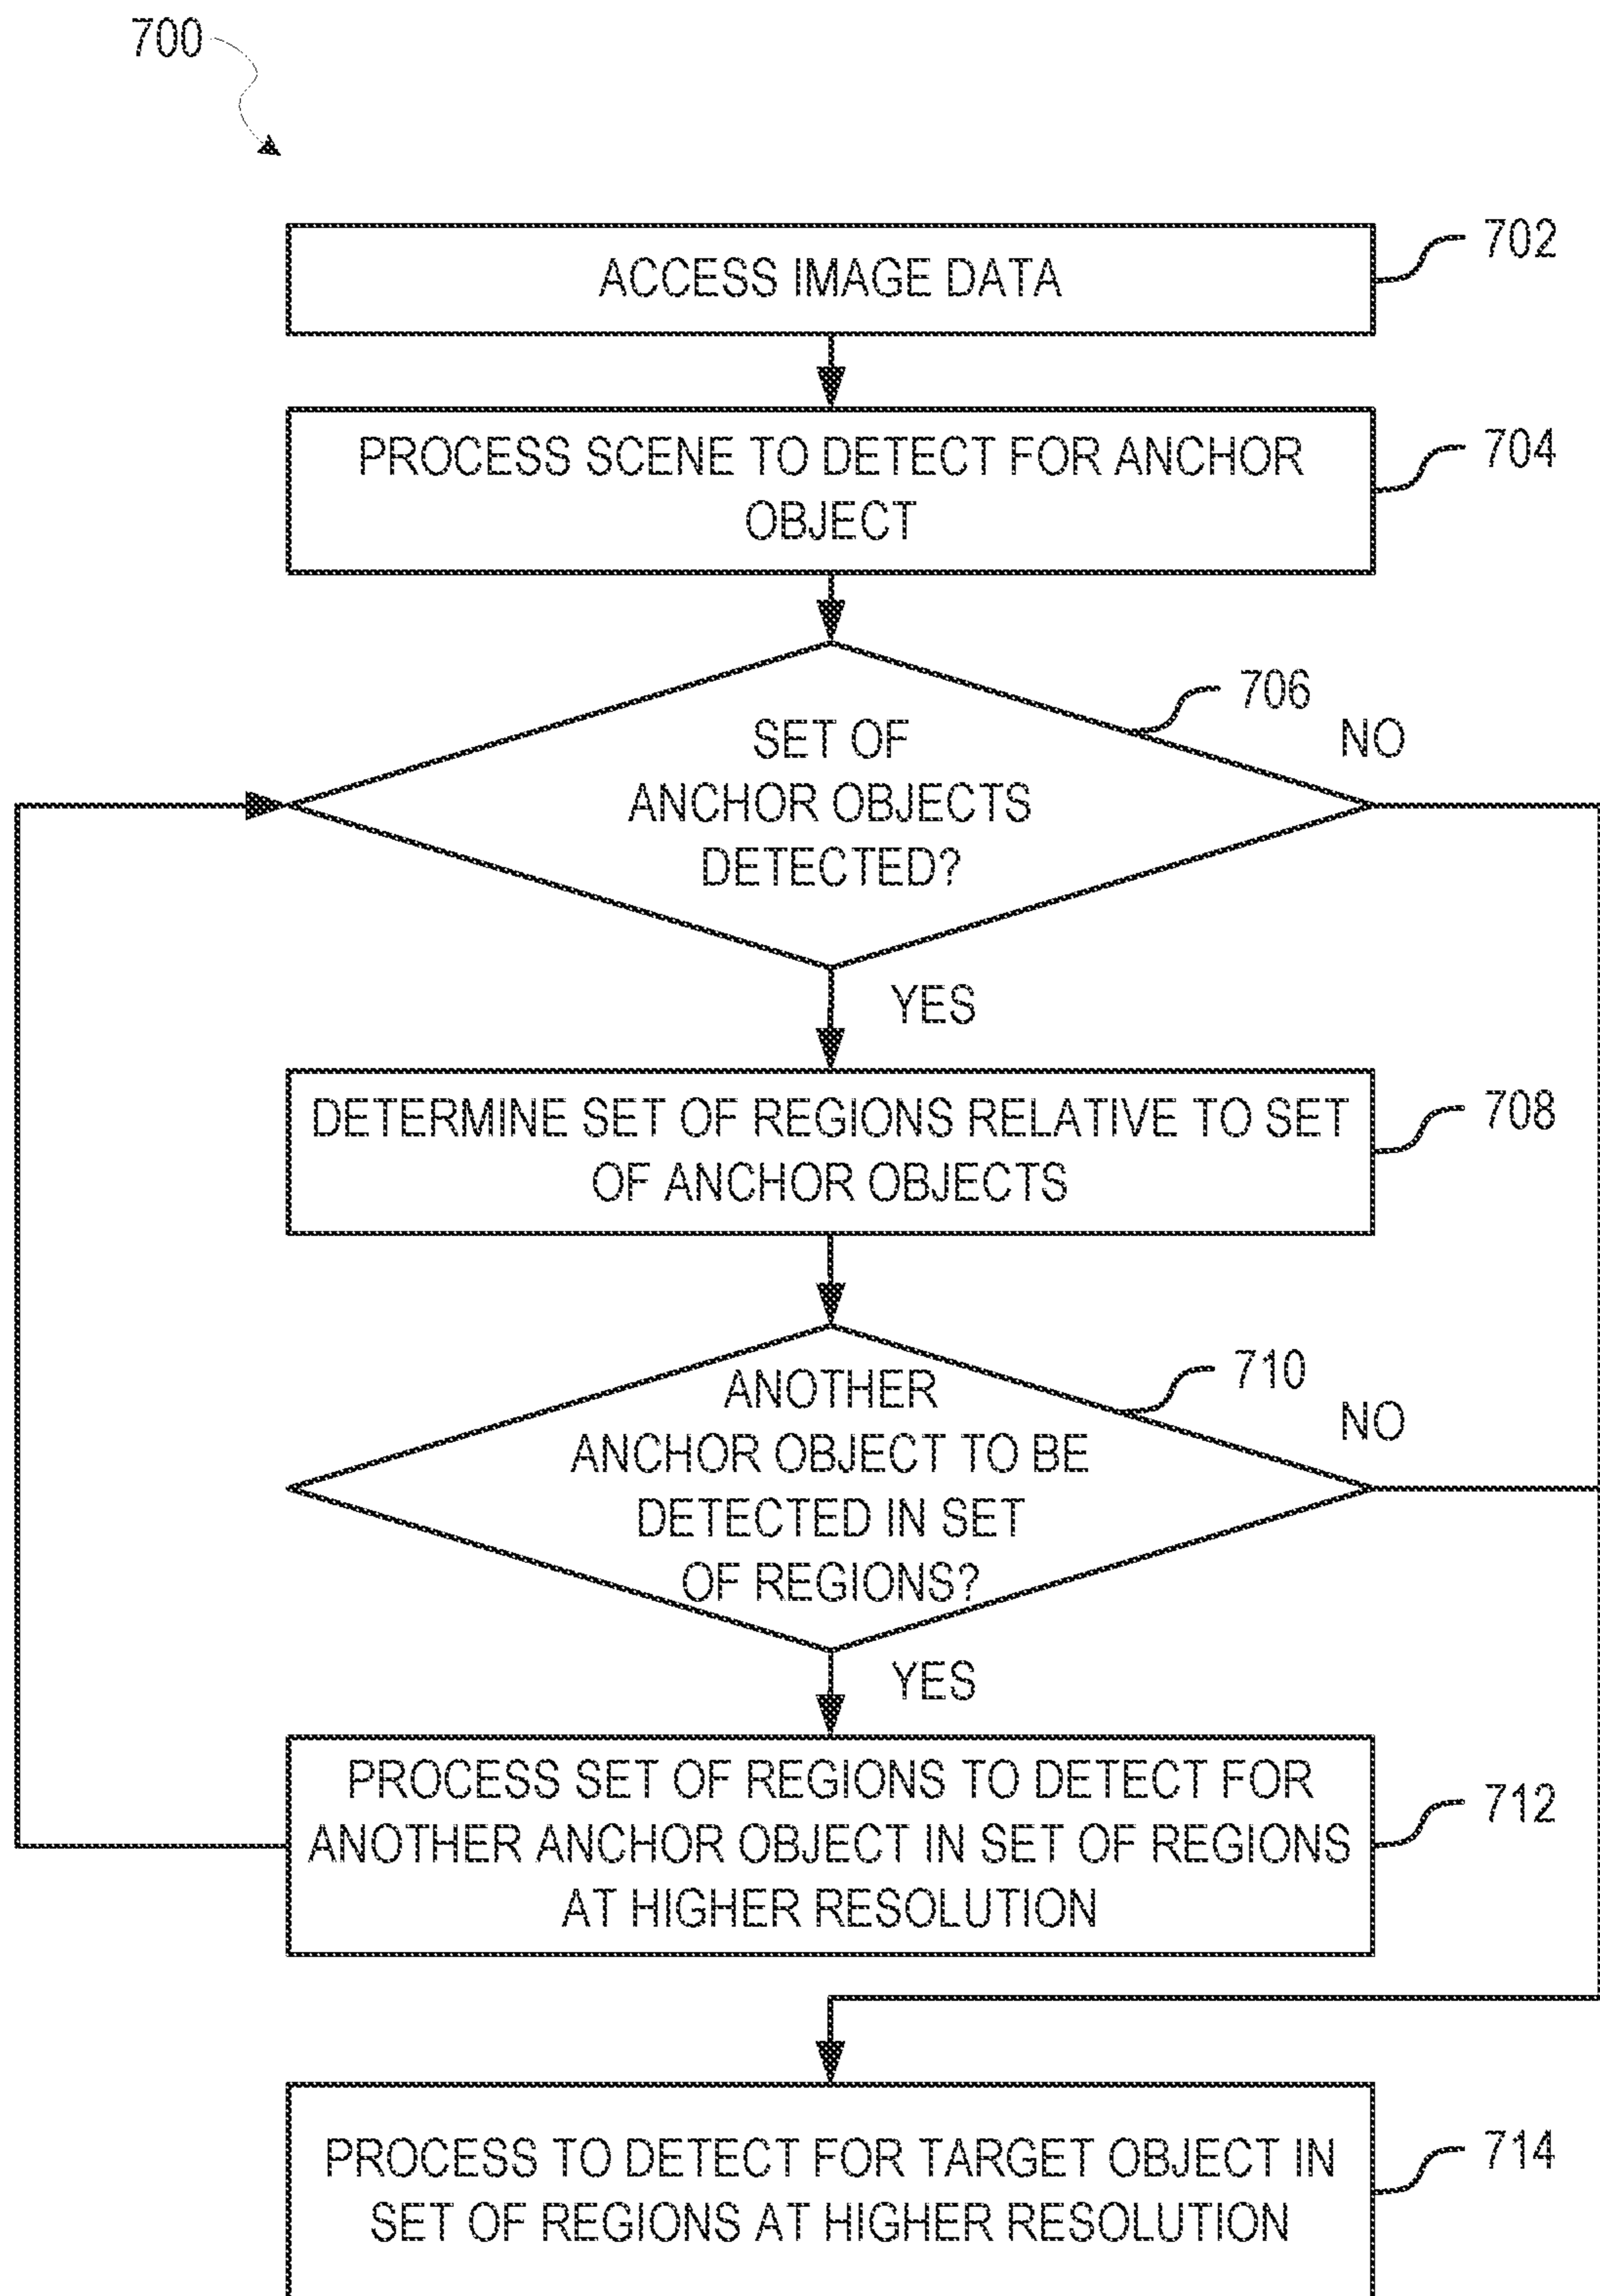 700
ACCESS IMAGE DATA
702
PROCESS SCENE TO DETECT FOR ANCHOR
OBJECT
704
706
NO
SET OF
ANCHOR OBJECTS
DETECTED?
YES
DETERMINE SET OF REGIONS RELATIVE TO SET
OF ANCHOR OBJECTS
708
710
NO
ANOTHER
ANCHOR OBJECT TO BE
DETECTED IN SET
OF REGIONS?
YES
PROCESS SET OF REGIONS TO DETECT FOR
ANOTHER ANCHOR OBJECT IN SET OF REGIONS
AT HIGHER RESOLUTION
712
PROCESS TO DETECT FOR TARGET OBJECT IN
SET OF REGIONS AT HIGHER RESOLUTION
714